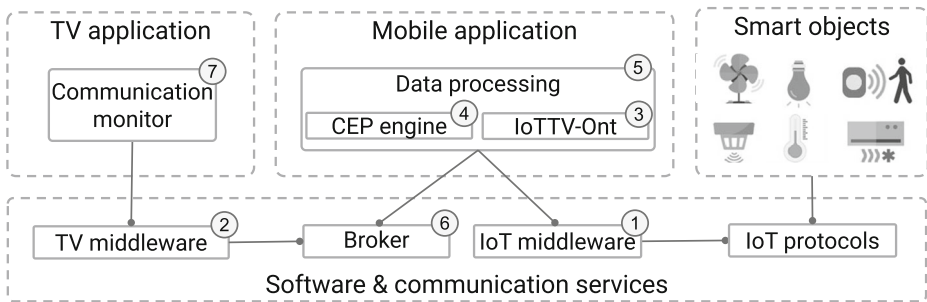 TV application
Mobile application
Smart objects
7
Communication
monitor
5
Data processing
4
CEP engine
3
IoTTV-Ont
2
TV middleware
6
Broker
1
IoT middleware
IoT protocols
Software & communication services